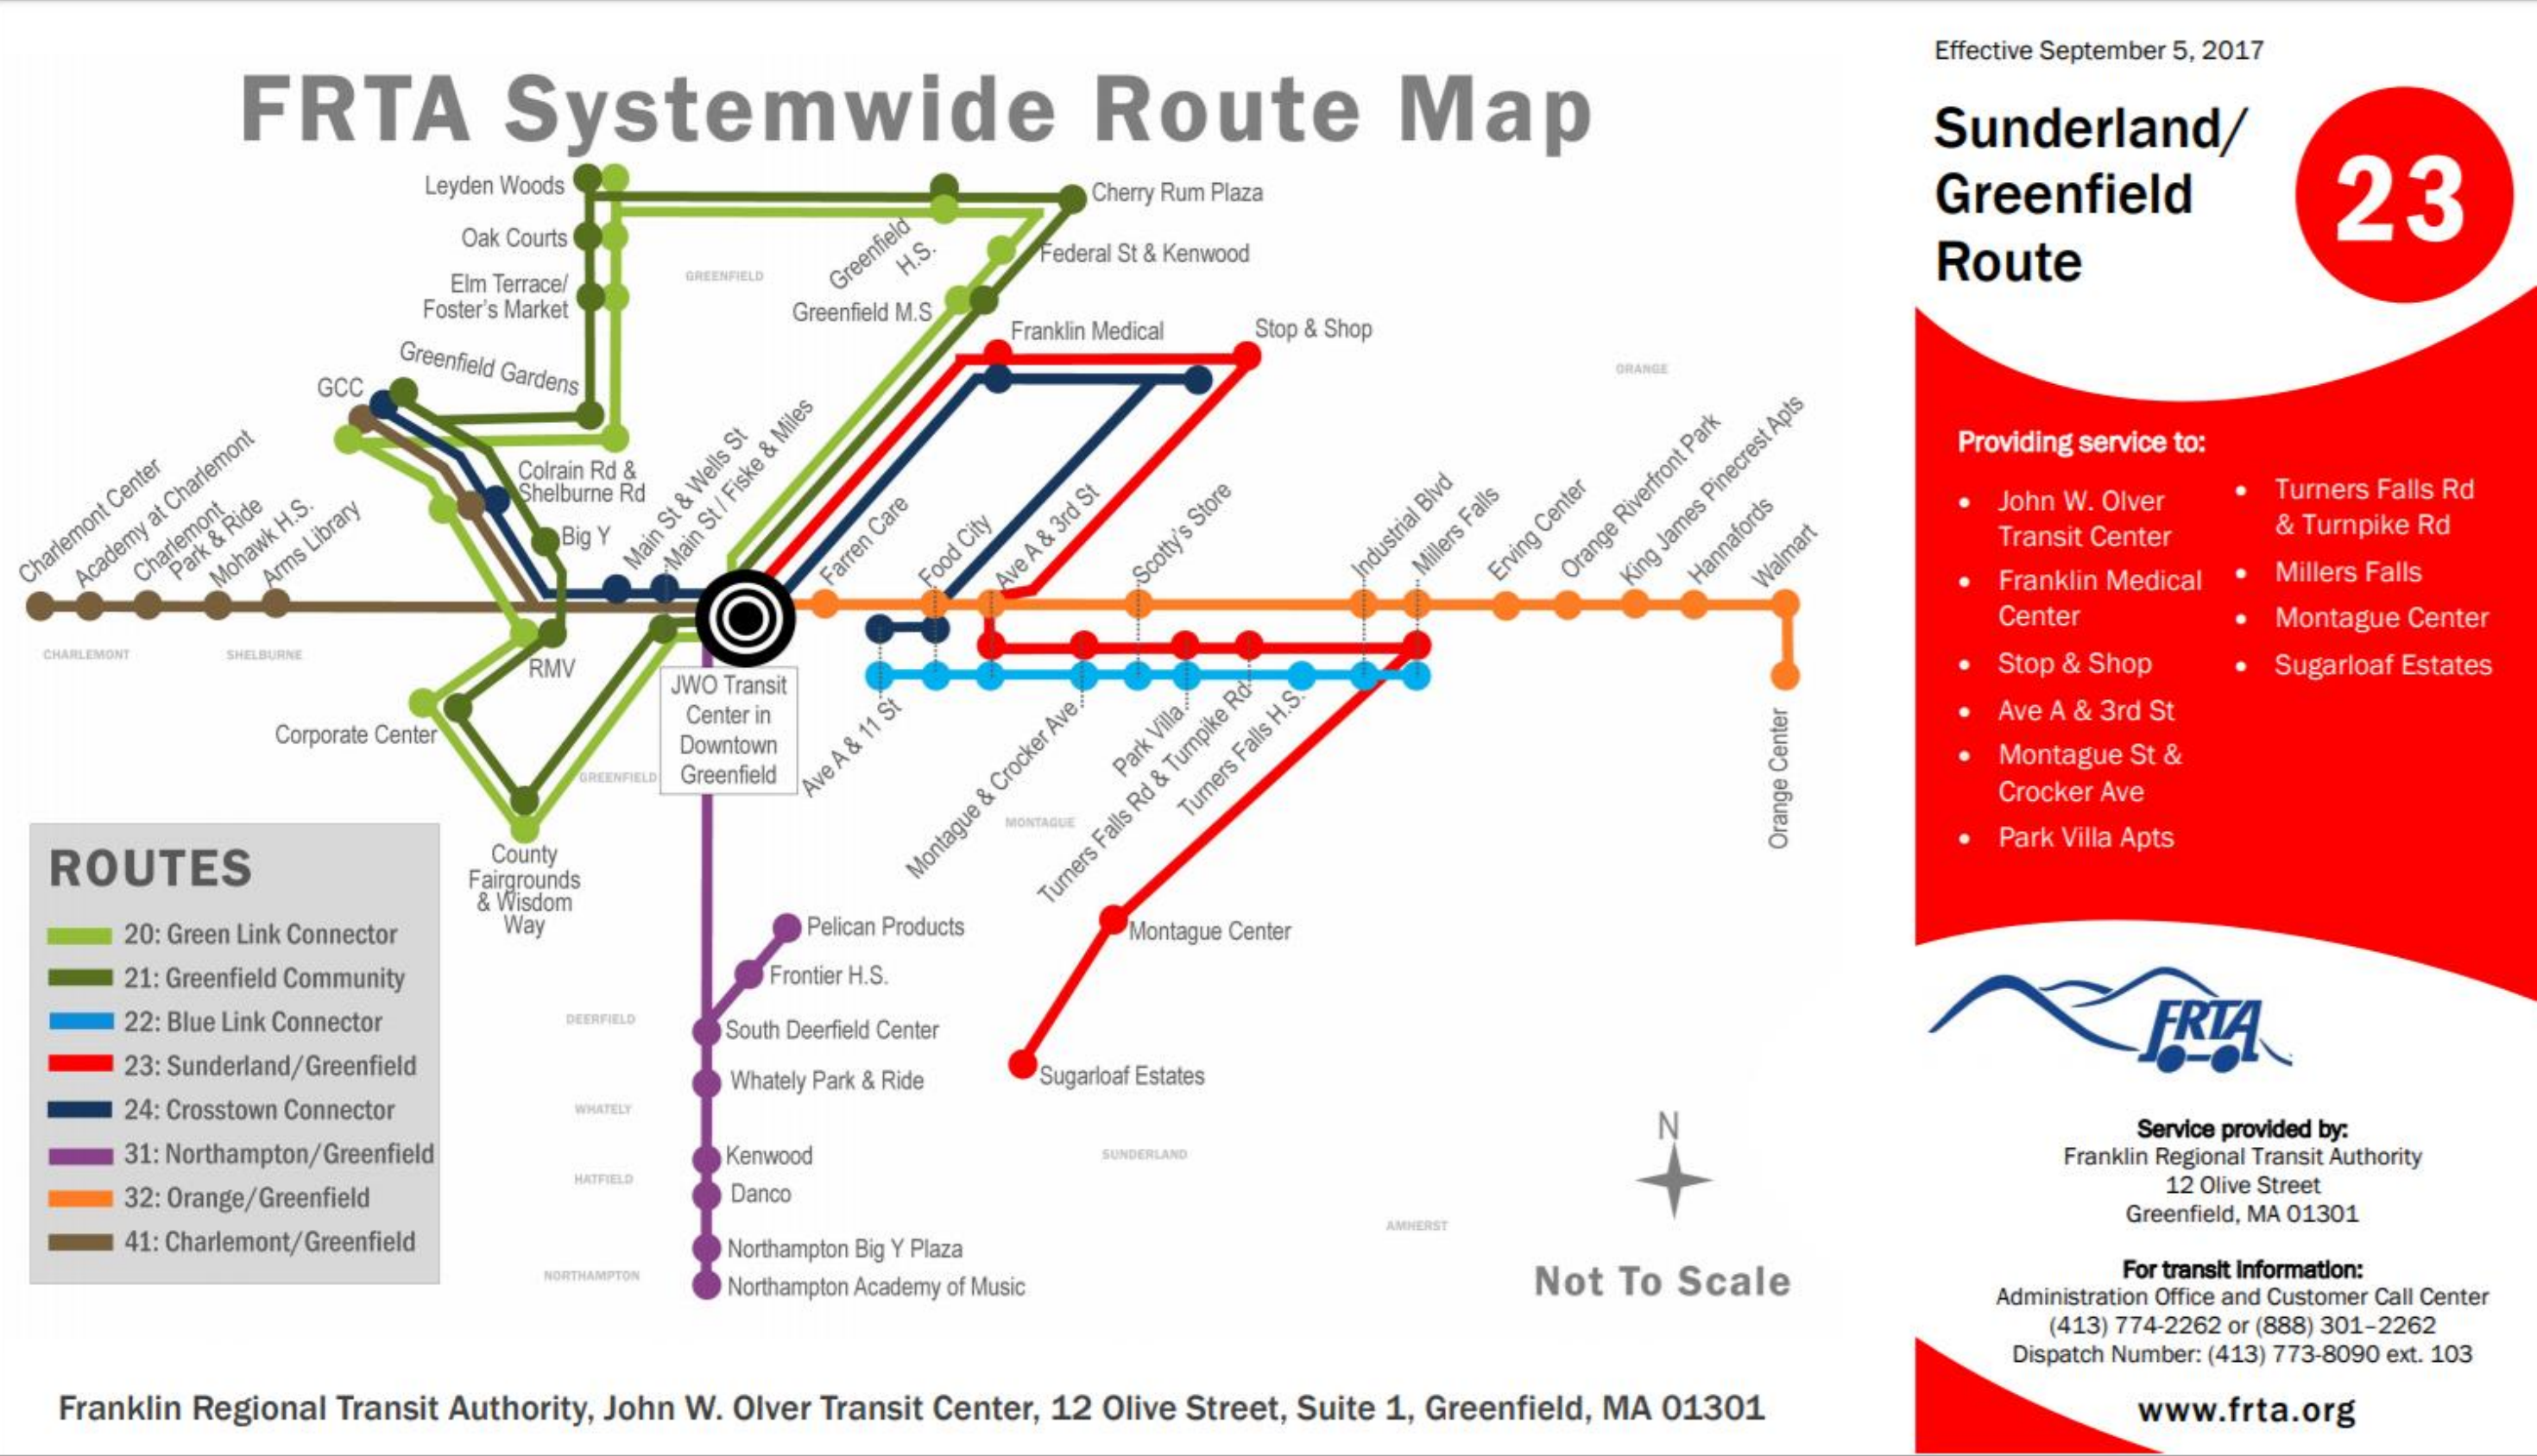 FRTA Systemwide Route Map
Leyden Woods
Cherry Rum Plaza
Oak Courts
Greenfield
H.S.
Federal St & Kenwood
GREENFIELD
Elm Terrace/
Foster's Market
Greenfield M.S
Franklin Medical
Stop & Shop
ORANGE
Greenfield Gardens
GCC
Colrain Rd &
Shelburne Rd
Big Y
Main St & Wells St
Main St / Fiske & Miles
Charlemont Center
Academy at Charlemont
Charlemont
Park & Ride
Mohawk H.S.
Arms Library
Farren Care
Food City
Ave A & 3rd St
Scotty's Store
Industrial Blvd
Millers Falls
Erving Center
Orange Riverfront Park
King James Pinecrest Apts
Hannafords
Walmart
CHARLEMONT
SHELBURNE
RMV
JWO Transit
Center in
Downtown
Greenfield
Corporate Center
GREENFIELD
Ave A & 11 St
Montague & Crocker Ave
Park Villa
Turners Falls Rd & Turnpike Rd
Turners Falls H.S.
MONTAGUE
Orange Center
County
Fairgrounds
& Wisdom
Way
Montague Center
Sugarloaf Estates
Pelican Products
Frontier H.S.
DEERFIELD
South Deerfield Center
Whately Park & Ride
WHATELY
Kenwood
HATFIELD
Danco
Northampton Big Y Plaza
NORTHAMPTON
Northampton Academy of Music
SUNDERLAND
AMHERST
N
Not To Scale
ROUTES
20: Green Link Connector
21: Greenfield Community
22: Blue Link Connector
23: Sunderland/Greenfield
24: Crosstown Connector
31: Northampton/Greenfield
32: Orange/Greenfield
41: Charlemont/Greenfield
Franklin Regional Transit Authority, John W. Olver Transit Center, 12 Olive Street, Suite 1, Greenfield, MA 01301
Effective September 5, 2017
Sunderland/
Greenfield
Route
23
Providing service to:
• John W. Olver
Transit Center
• Franklin Medical
Center
• Stop & Shop
• Ave A & 3rd St
• Montague St &
Crocker Ave
• Park Villa Apts
• Turners Falls Rd
& Turnpike Rd
• Millers Falls
• Montague Center
• Sugarloaf Estates
FRTA
Service provided by:
Franklin Regional Transit Authority
12 Olive Street
Greenfield, MA 01301
For transit information:
Administration Office and Customer Call Center
(413) 774-2262 or (888) 301–2262
Dispatch Number: (413) 773-8090 ext. 103
www.frta.org